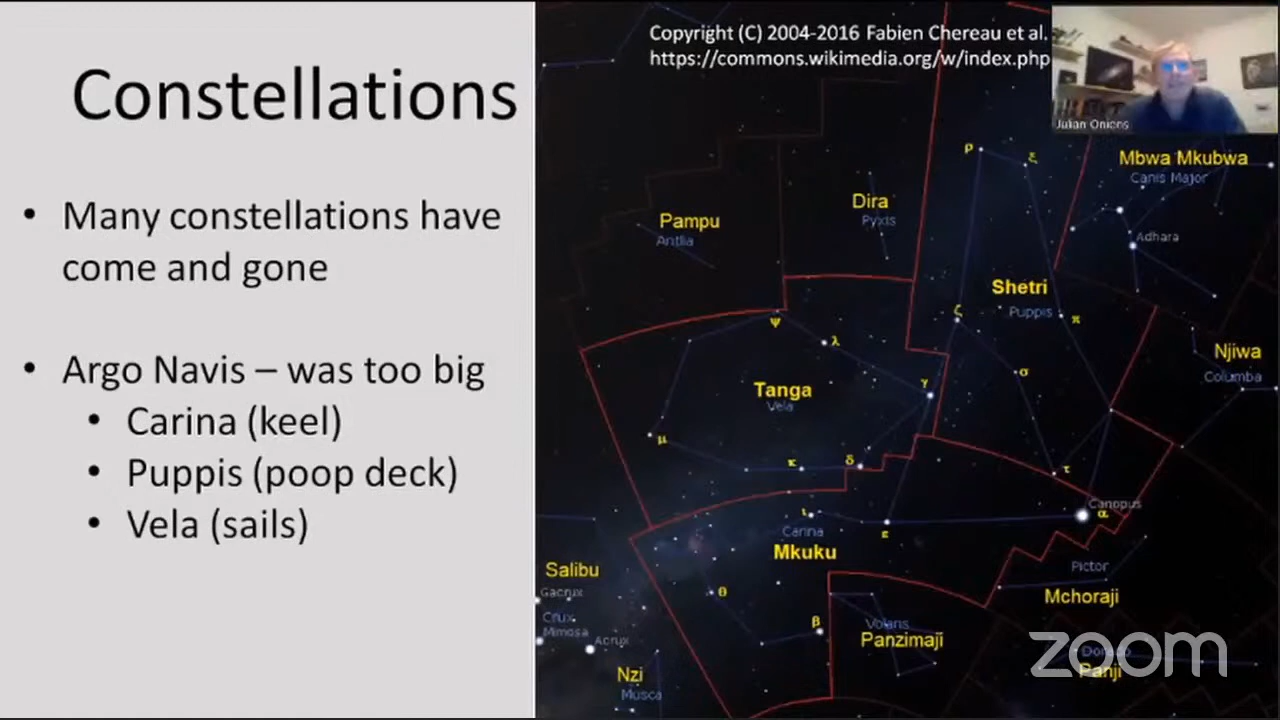 Constellations
• Many constellations have
come and gone
• Argo Navis – was too big
• Carina (keel)
• Puppis (poop deck)
• Vela (sails)
Copyright (C) 2004-2016 Fabien Chereau et al.
https://commons.wikimedia.org/w/index.php
Julian Onions
ρ
ξ
Mbwa Mkubwa
Canis Major
Dira
Pyxis
Pampu
Antlia
Adhara
Shetri
Puppis
ζ
π
ψ
λ
Njiwa
Columba
σ
Tanga
Vela
γ
μ
κ
δ
τ
Canopus
α
ι
Carina
ε
Mkuku
Salibu
Gacrux
Pictor
Mchoraji
θ
β
Crux
Mimosa
Acrux
Volans
Panzimaji
zoom
Dorado
Panji
Nzi
Musca